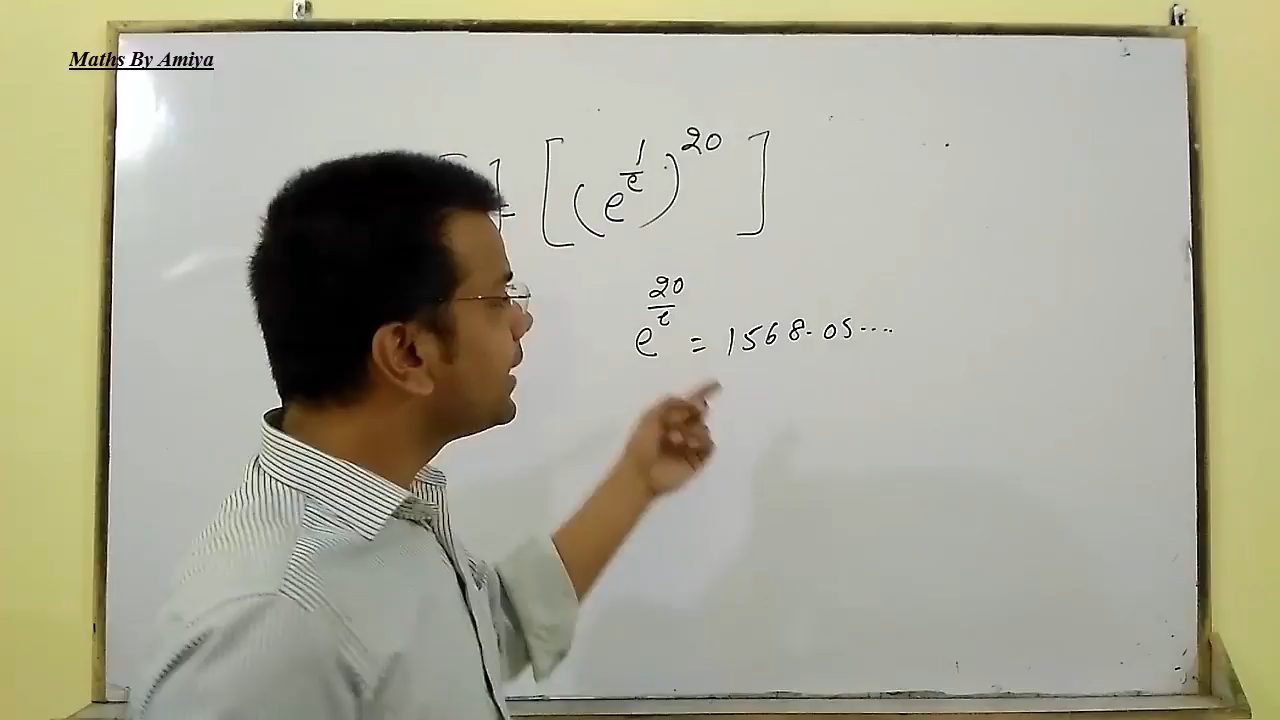 Maths By Amiya
] = [(e^{1/e})^{20}]
e^{20/e} = 1568.05....